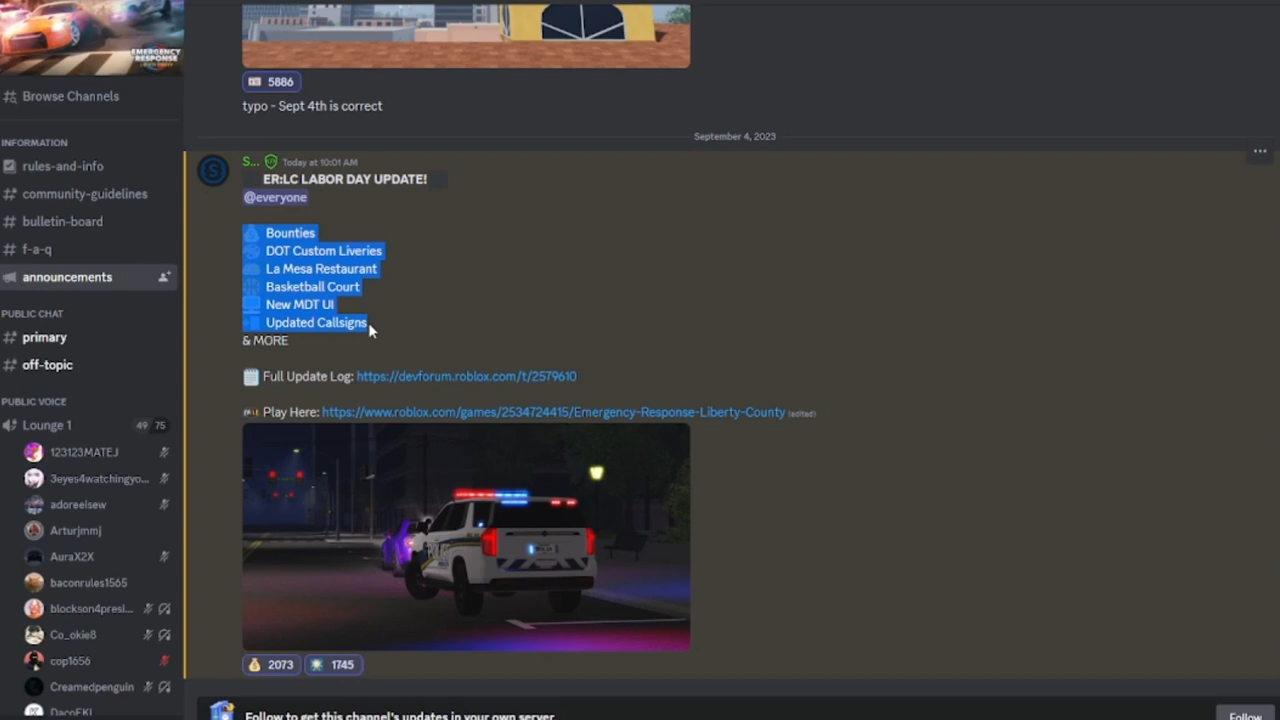 EMERGENCY
RESPONSE
5886
typo - Sept 4th is correct
September 4, 2023
S... Today at 10:01 AM
ER:LC LABOR DAY UPDATE!
@everyone
Bounties
DOT Custom Liveries
La Mesa Restaurant
Basketball Court
New MDT UI
Updated Callsigns
& MORE
Full Update Log: https://devforum.roblox.com/t/2579610
Play Here: https://www.roblox.com/games/2534724415/Emergency-Response-Liberty-County (edited)
2073 1745
Follow to get this channel's updates in your own server.
Follow
Browse Channels
INFORMATION
rules-and-info
community-guidelines
bulletin-board
f-a-q
announcements
PUBLIC CHAT
primary
off-topic
PUBLIC VOICE
Lounge 1 49 75
123123MATEJ
3eyes4watchingyo...
adoreeisew
Arturjmmj
AuraX2X
baconrules1565
blockson4presi...
Co_okie8
cop1656
Creamedpenguin